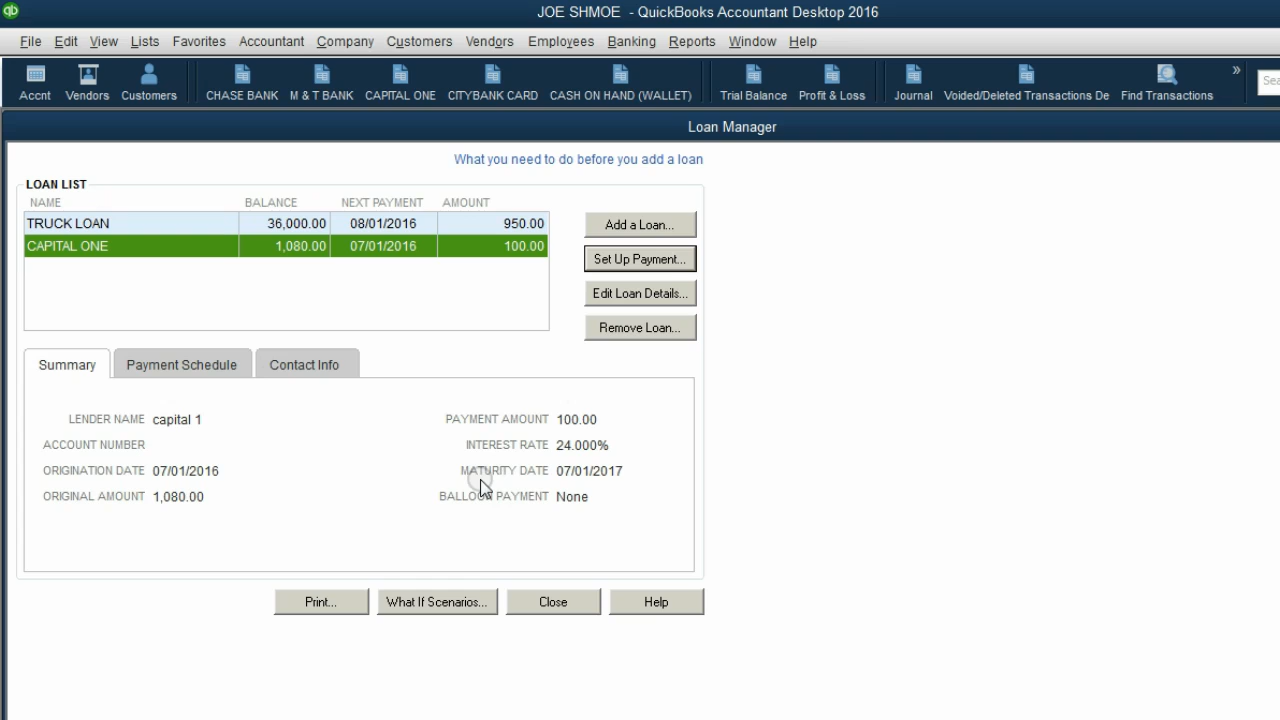 qb
JOE SHMOE - QuickBooks Accountant Desktop 2016
File Edit View Lists Favorites Accountant Company Customers Vendors Employees Banking Reports Window Help
Accnt Vendors Customers CHASE BANK M & T BANK CAPITAL ONE CITYBANK CARD CASH ON HAND (WALLET) Trial Balance Profit & Loss Journal Voided/Deleted Transactions De Find Transactions » Sea
Loan Manager
What you need to do before you add a loan
LOAN LIST
NAME BALANCE NEXT PAYMENT AMOUNT
TRUCK LOAN 36,000.00 08/01/2016 950.00
CAPITAL ONE 1,080.00 07/01/2016 100.00
Add a Loan...
Set Up Payment...
Edit Loan Details...
Remove Loan...
Summary Payment Schedule Contact Info
LENDER NAME capital 1 PAYMENT AMOUNT 100.00
ACCOUNT NUMBER INTEREST RATE 24.000%
ORIGINATION DATE 07/01/2016 MATURITY DATE 07/01/2017
ORIGINAL AMOUNT 1,080.00 BALLOON PAYMENT None
Print... What If Scenarios... Close Help